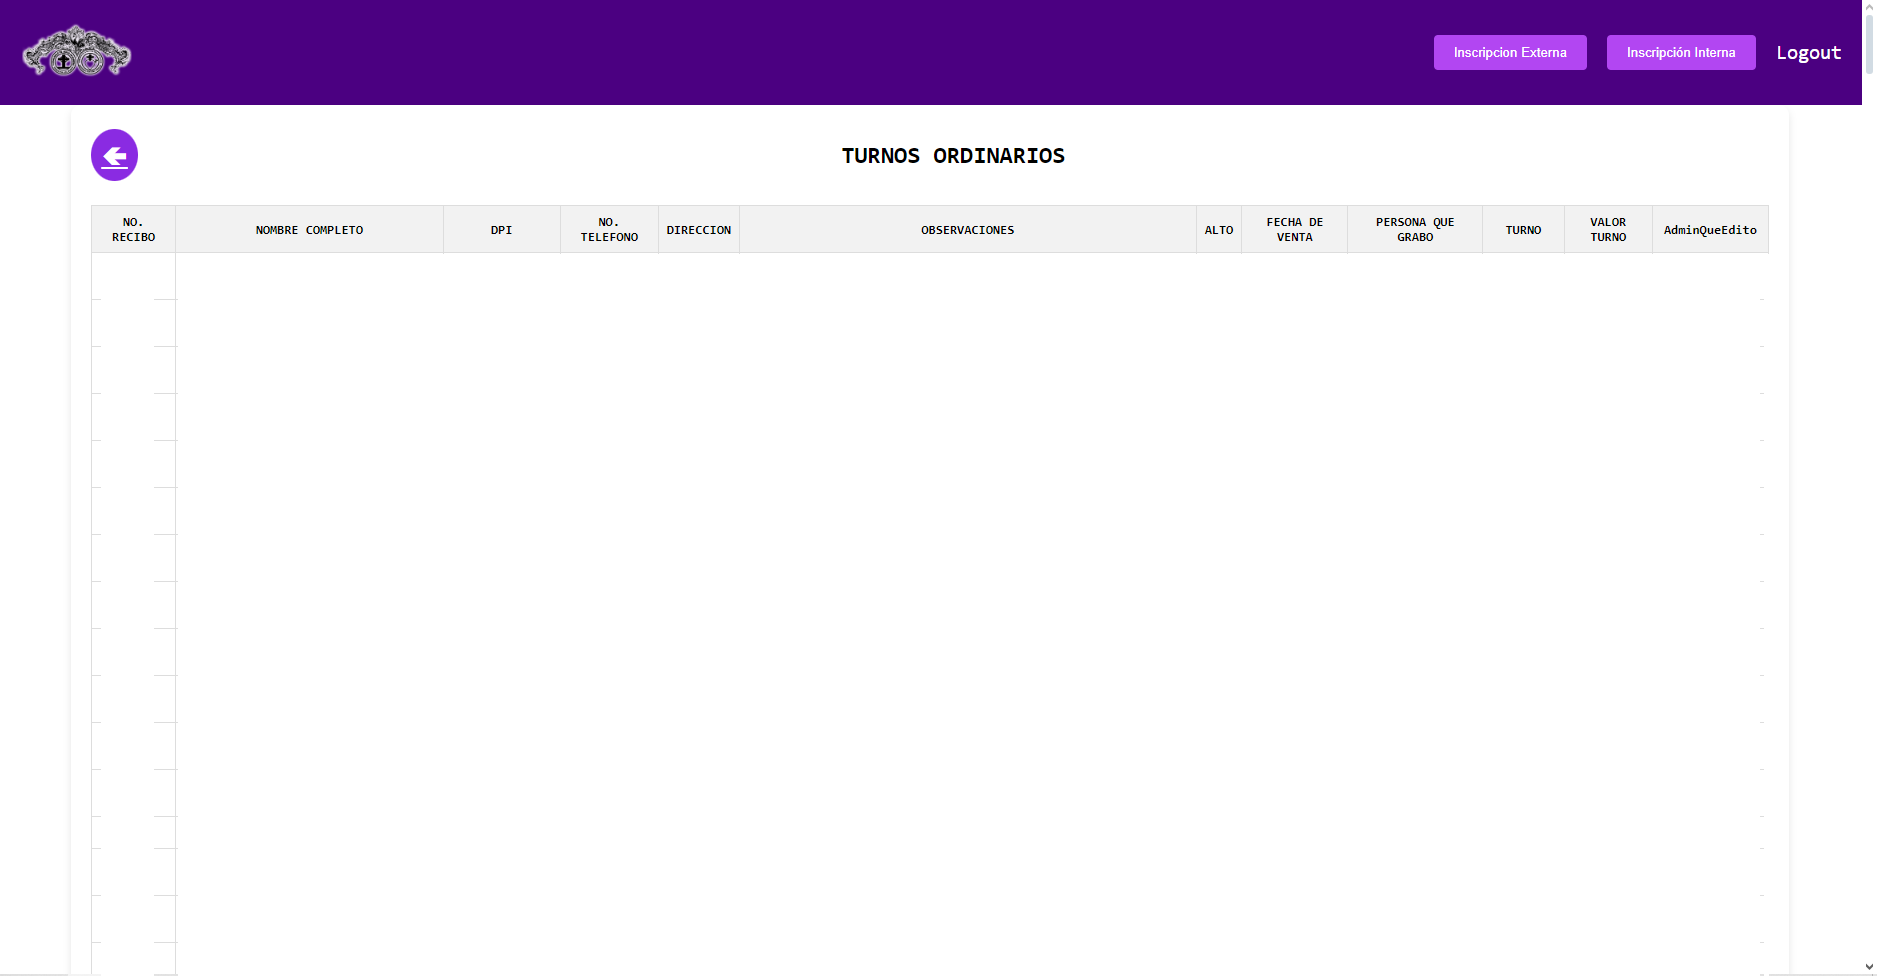 Inscripcion Externa
Inscripción Interna
Logout
TURNOS ORDINARIOS
NO. RECIBO
NOMBRE COMPLETO
DPI
NO. TELEFONO
DIRECCION
OBSERVACIONES
ALTO
FECHA DE VENTA
PERSONA QUE GRABO
TURNO
VALOR TURNO
AdminQueEdito